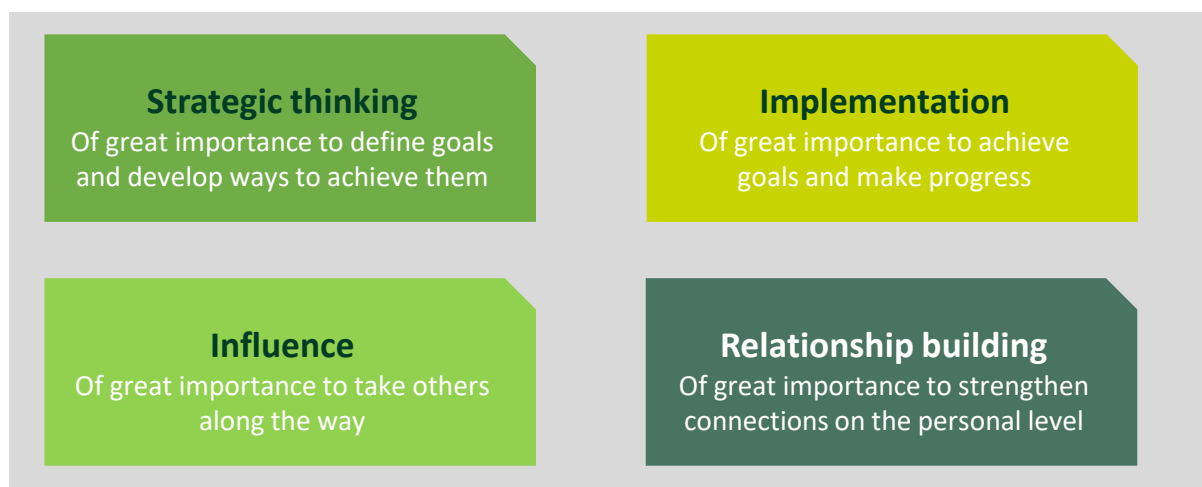 Strategic thinking
Of great importance to define goals
and develop ways to achieve them
Implementation
Of great importance to achieve
goals and make progress
Influence
Of great importance to take others
along the way
Relationship building
Of great importance to strengthen
connections on the personal level